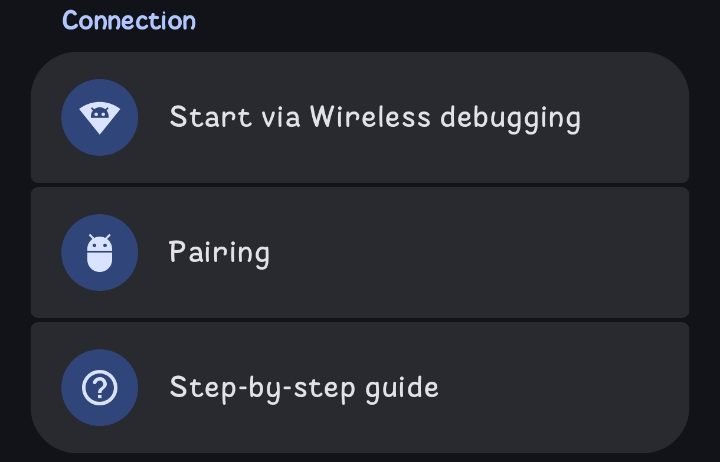 Connection
Start via Wireless debugging
Pairing
Step-by-step guide